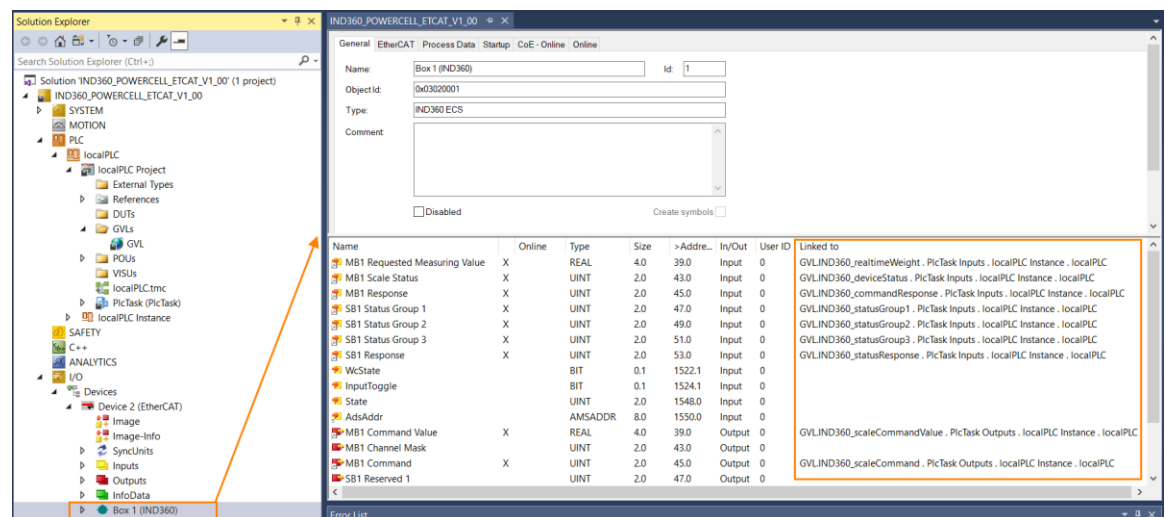 Solution Explorer
Search Solution Explorer (Ctrl+;)
Solution 'IND360_POWERCELL_ETCAT_V1_00' (1 project)
IND360_POWERCELL_ETCAT_V1_00
SYSTEM
MOTION
PLC
localPLC
localPLC Project
External Types
References
DUTs
GVLs
GVL
POUs
VISUs
localPLC.tmc
PlcTask (PlcTask)
localPLC Instance
SAFETY
C++
ANALYTICS
I/O
Devices
Device 2 (EtherCAT)
Image
Image-Info
SyncUnits
Inputs
Outputs
InfoData
Box 1 (IND360)
IND360_POWERCELL_ETCAT_V1_00
General EtherCAT Process Data Startup CoE - Online Online
Name: Box 1 (IND360) Id: 1
Object Id: 0x03020001
Type: IND360 ECS
Comment:
Disabled Create symbols
Name Online Type Size >Addre... In/Out User ID Linked to
MB1 Requested Measuring Value X REAL 4.0 39.0 Input 0 GVL.IND360_realtimeWeight . PlcTask Inputs . localPLC Instance . localPLC
MB1 Scale Status X UINT 2.0 43.0 Input 0 GVL.IND360_deviceStatus . PlcTask Inputs . localPLC Instance . localPLC
MB1 Response X UINT 2.0 45.0 Input 0 GVL.IND360_commandResponse . PlcTask Inputs . localPLC Instance . localPLC
SB1 Status Group 1 X UINT 2.0 47.0 Input 0 GVL.IND360_statusGroup1 . PlcTask Inputs . localPLC Instance . localPLC
SB1 Status Group 2 X UINT 2.0 49.0 Input 0 GVL.IND360_statusGroup2 . PlcTask Inputs . localPLC Instance . localPLC
SB1 Status Group 3 X UINT 2.0 51.0 Input 0 GVL.IND360_statusGroup3 . PlcTask Inputs . localPLC Instance . localPLC
SB1 Response X UINT 2.0 53.0 Input 0 GVL.IND360_statusResponse . PlcTask Inputs . localPLC Instance . localPLC
WcState BIT 0.1 1522.1 Input 0
InputToggle BIT 0.1 1524.1 Input 0
State UINT 2.0 1548.0 Input 0
AdsAddr AMSADDR 8.0 1550.0 Input 0
MB1 Command Value X REAL 4.0 39.0 Output 0 GVL.IND360_scaleCommandValue . PlcTask Outputs . localPLC Instance . localPLC
MB1 Channel Mask UINT 2.0 43.0 Output 0
MB1 Command X UINT 2.0 45.0 Output 0 GVL.IND360_scaleCommand . PlcTask Outputs . localPLC Instance . localPLC
SB1 Reserved 1 UINT 2.0 47.0 Output 0
Error List